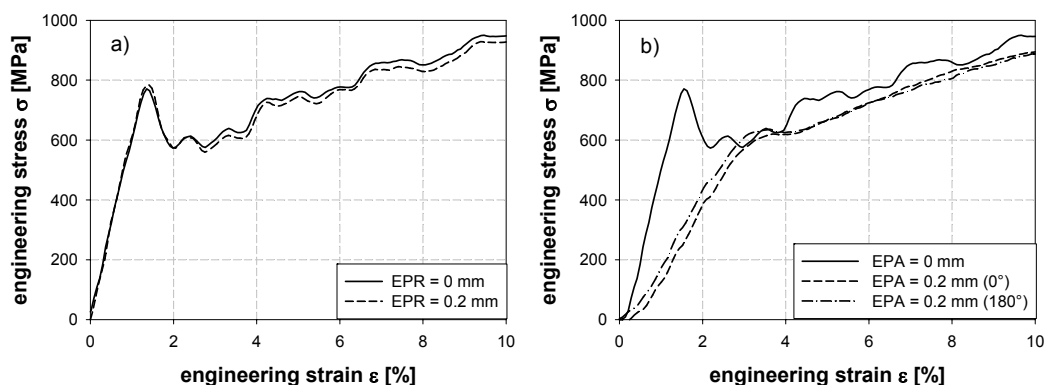 a)
engineering stress σ [MPa]
1000
800
600
400
200
0
0 2 4 6 8 10
engineering strain ε [%]
EPR = 0 mm
EPR = 0.2 mm
b)
engineering stress σ [MPa]
1000
800
600
400
200
0
0 2 4 6 8 10
engineering strain ε [%]
EPA = 0 mm
EPA = 0.2 mm (0°)
EPA = 0.2 mm (180°)